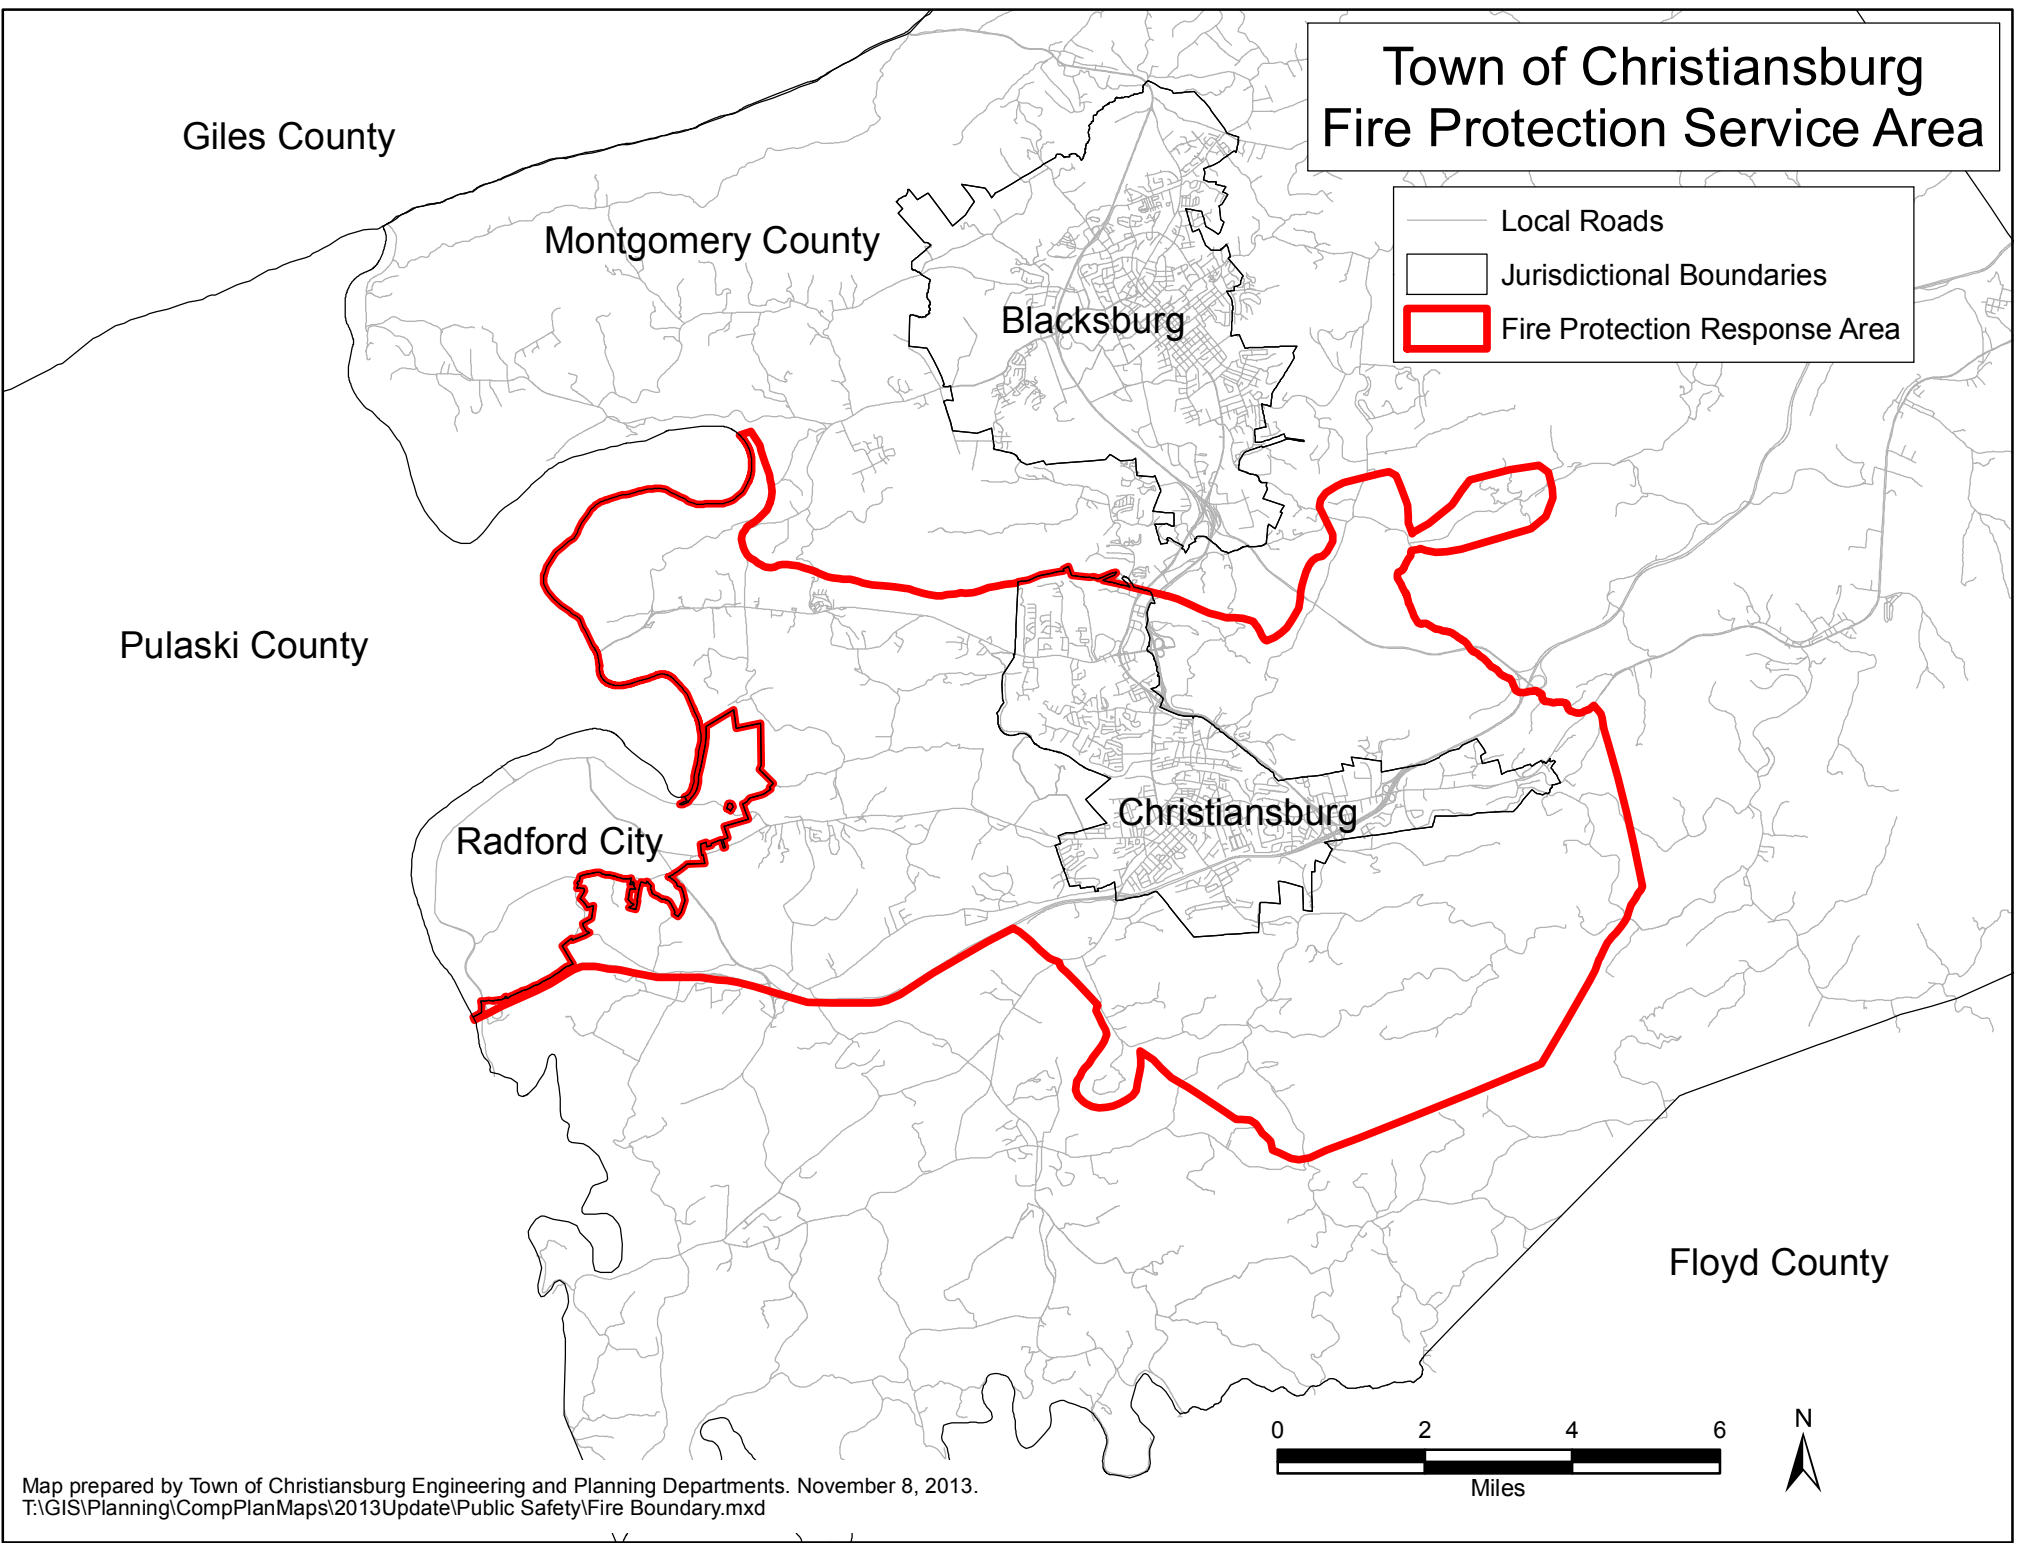 Town of Christiansburg
Fire Protection Service Area
Local Roads
Jurisdictional Boundaries
Fire Protection Response Area
Giles County
Montgomery County
Blacksburg
Pulaski County
Radford City
Christiansburg
Floyd County
0 2 4 6
Miles
N
Map prepared by Town of Christiansburg Engineering and Planning Departments. November 8, 2013.
T:\GIS\Planning\CompPlanMaps\2013Update\Public Safety\Fire Boundary.mxd